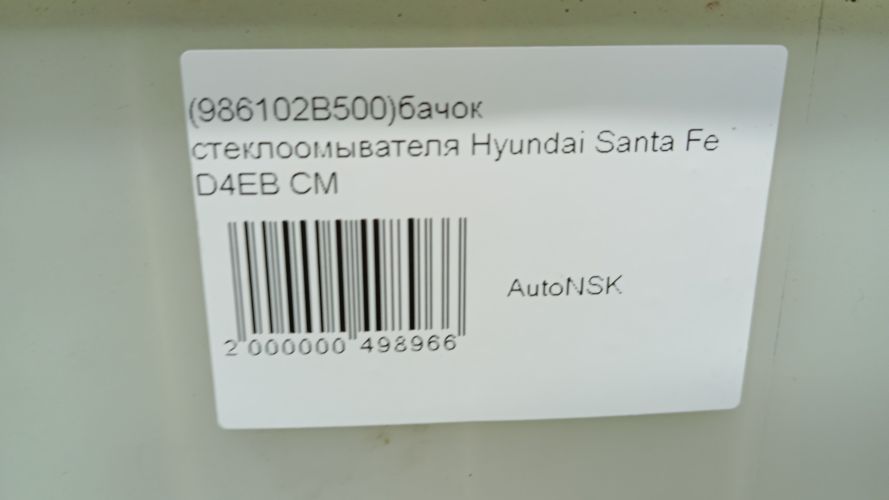 (986102B500)бачок
стеклоомывателя Hyundai Santa Fe
D4EB CM
AutoNSK
2 000000 498966